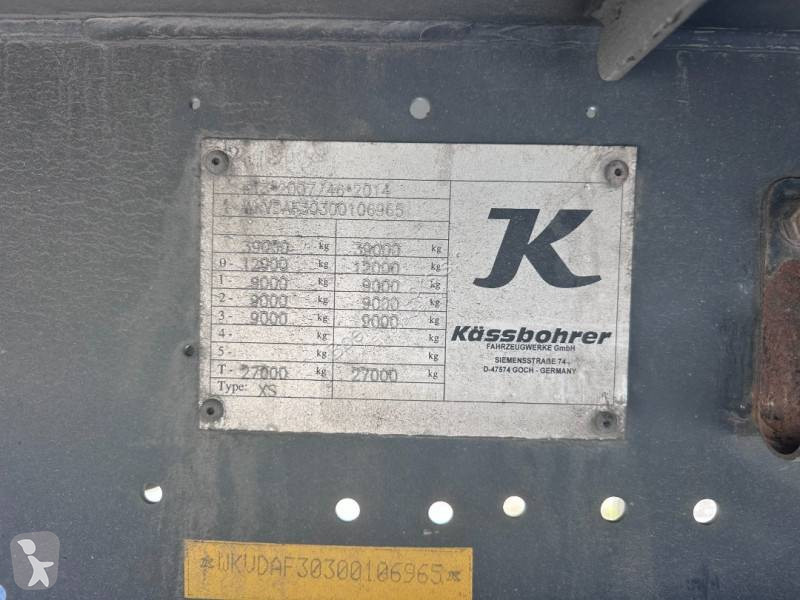 *2007/46*2014
WKVDAF30300106965
39000 kg 39000 kg
0 - 12000 kg 12000 kg
1 - 9000 kg 9000 kg
2 - 9000 kg 9000 kg
3 - 9000 kg 9000 kg
4 - kg kg
5 - kg kg
T - 27000 kg 27000 kg
Type: XS
K
Kässbohrer
FAHRZEUGWERKE GmbH
SIEMENSSTRAßE 74 -
D-47574 GOCH - GERMANY
*WKVDAF30300106965*